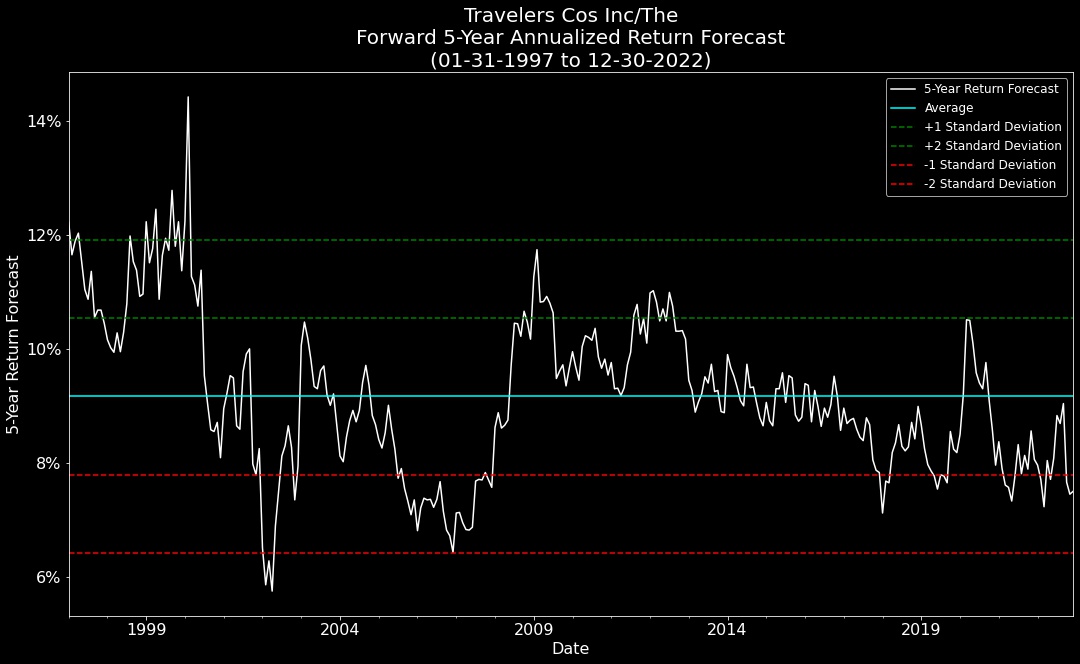 Travelers Cos Inc/The
Forward 5-Year Annualized Return Forecast
(01-31-1997 to 12-30-2022)
5-Year Return Forecast
Average
+1 Standard Deviation
+2 Standard Deviation
-1 Standard Deviation
-2 Standard Deviation
5-Year Return Forecast
14%
12%
10%
8%
6%
1999
2004
2009
2014
2019
Date